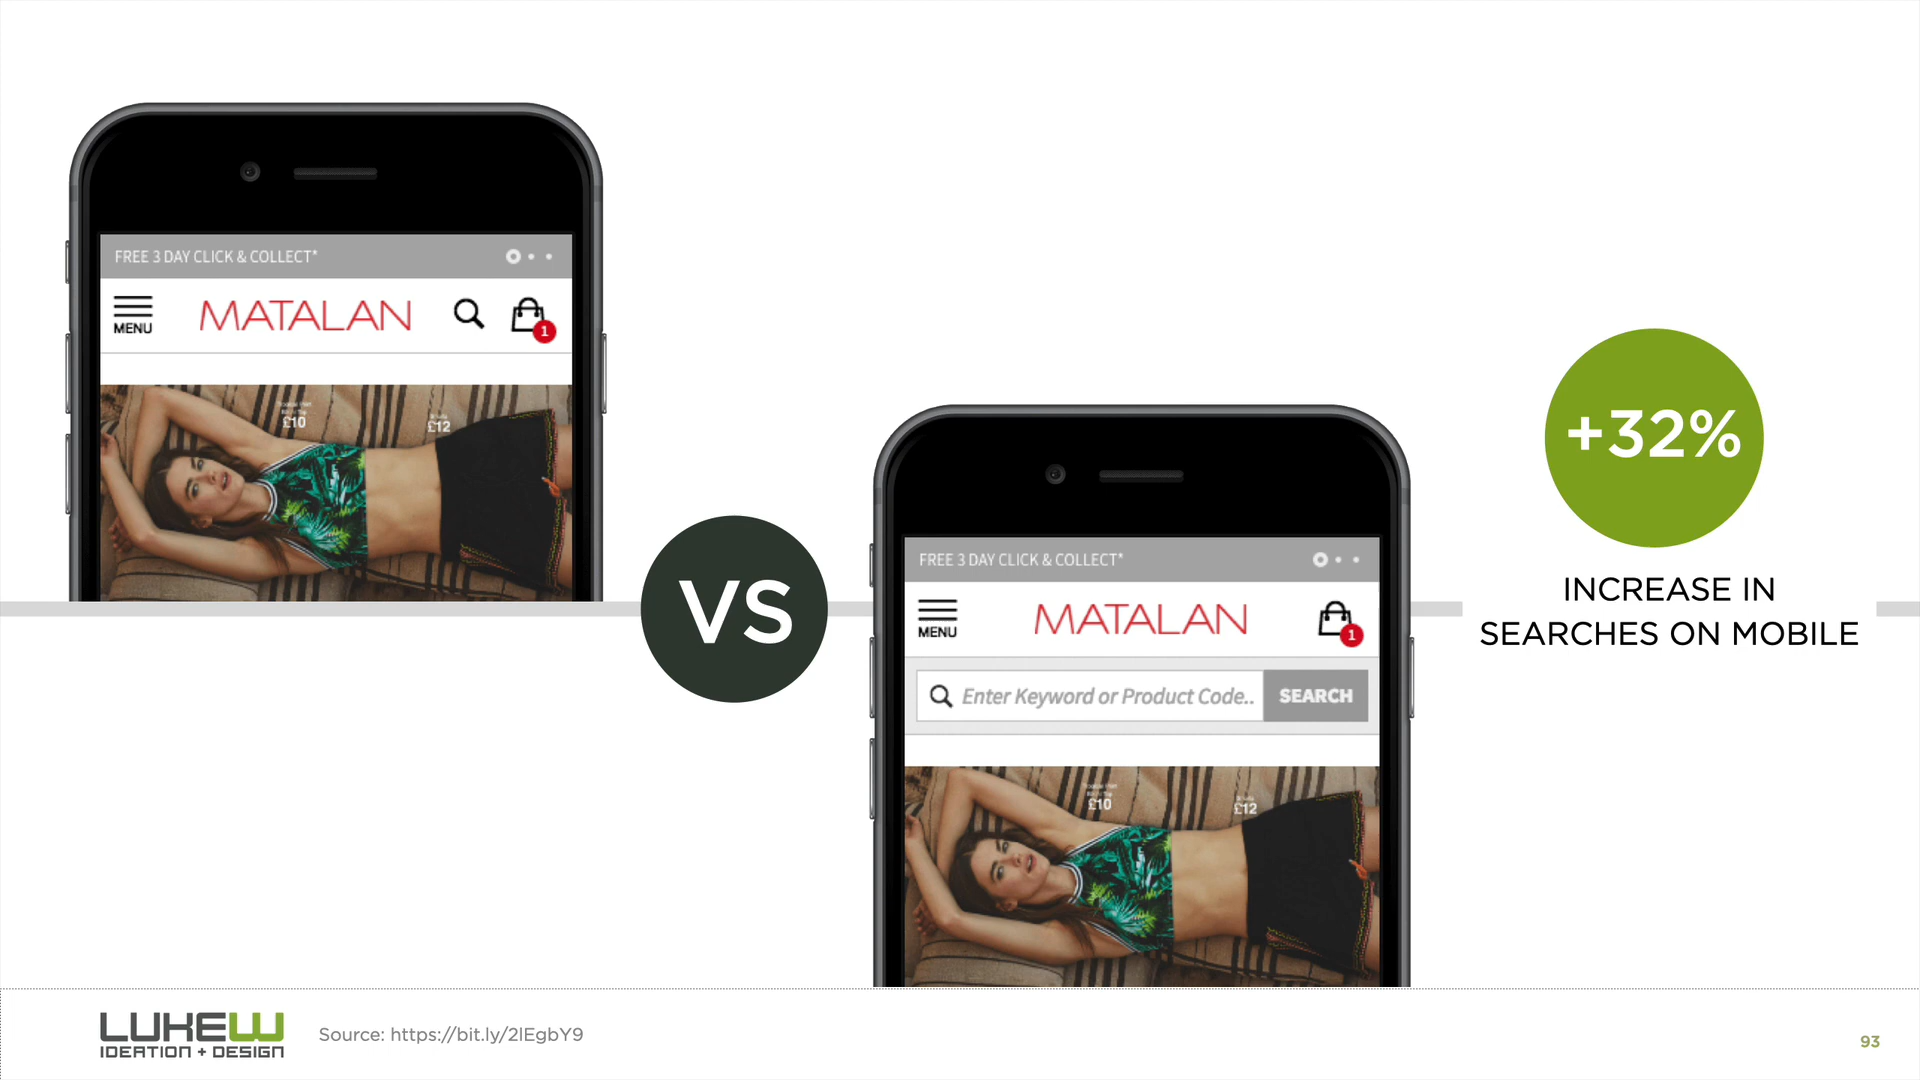 FREE 3 DAY CLICK & COLLECT*
MENU
MATALAN
1
£10
£12
VS
FREE 3 DAY CLICK & COLLECT*
MENU
MATALAN
1
Enter Keyword or Product Code..
SEARCH
£10
£12
+32%
INCREASE IN
SEARCHES ON MOBILE
LUKEW
IDEATION + DESIGN
Source: https://bit.ly/2lEgbY9
93